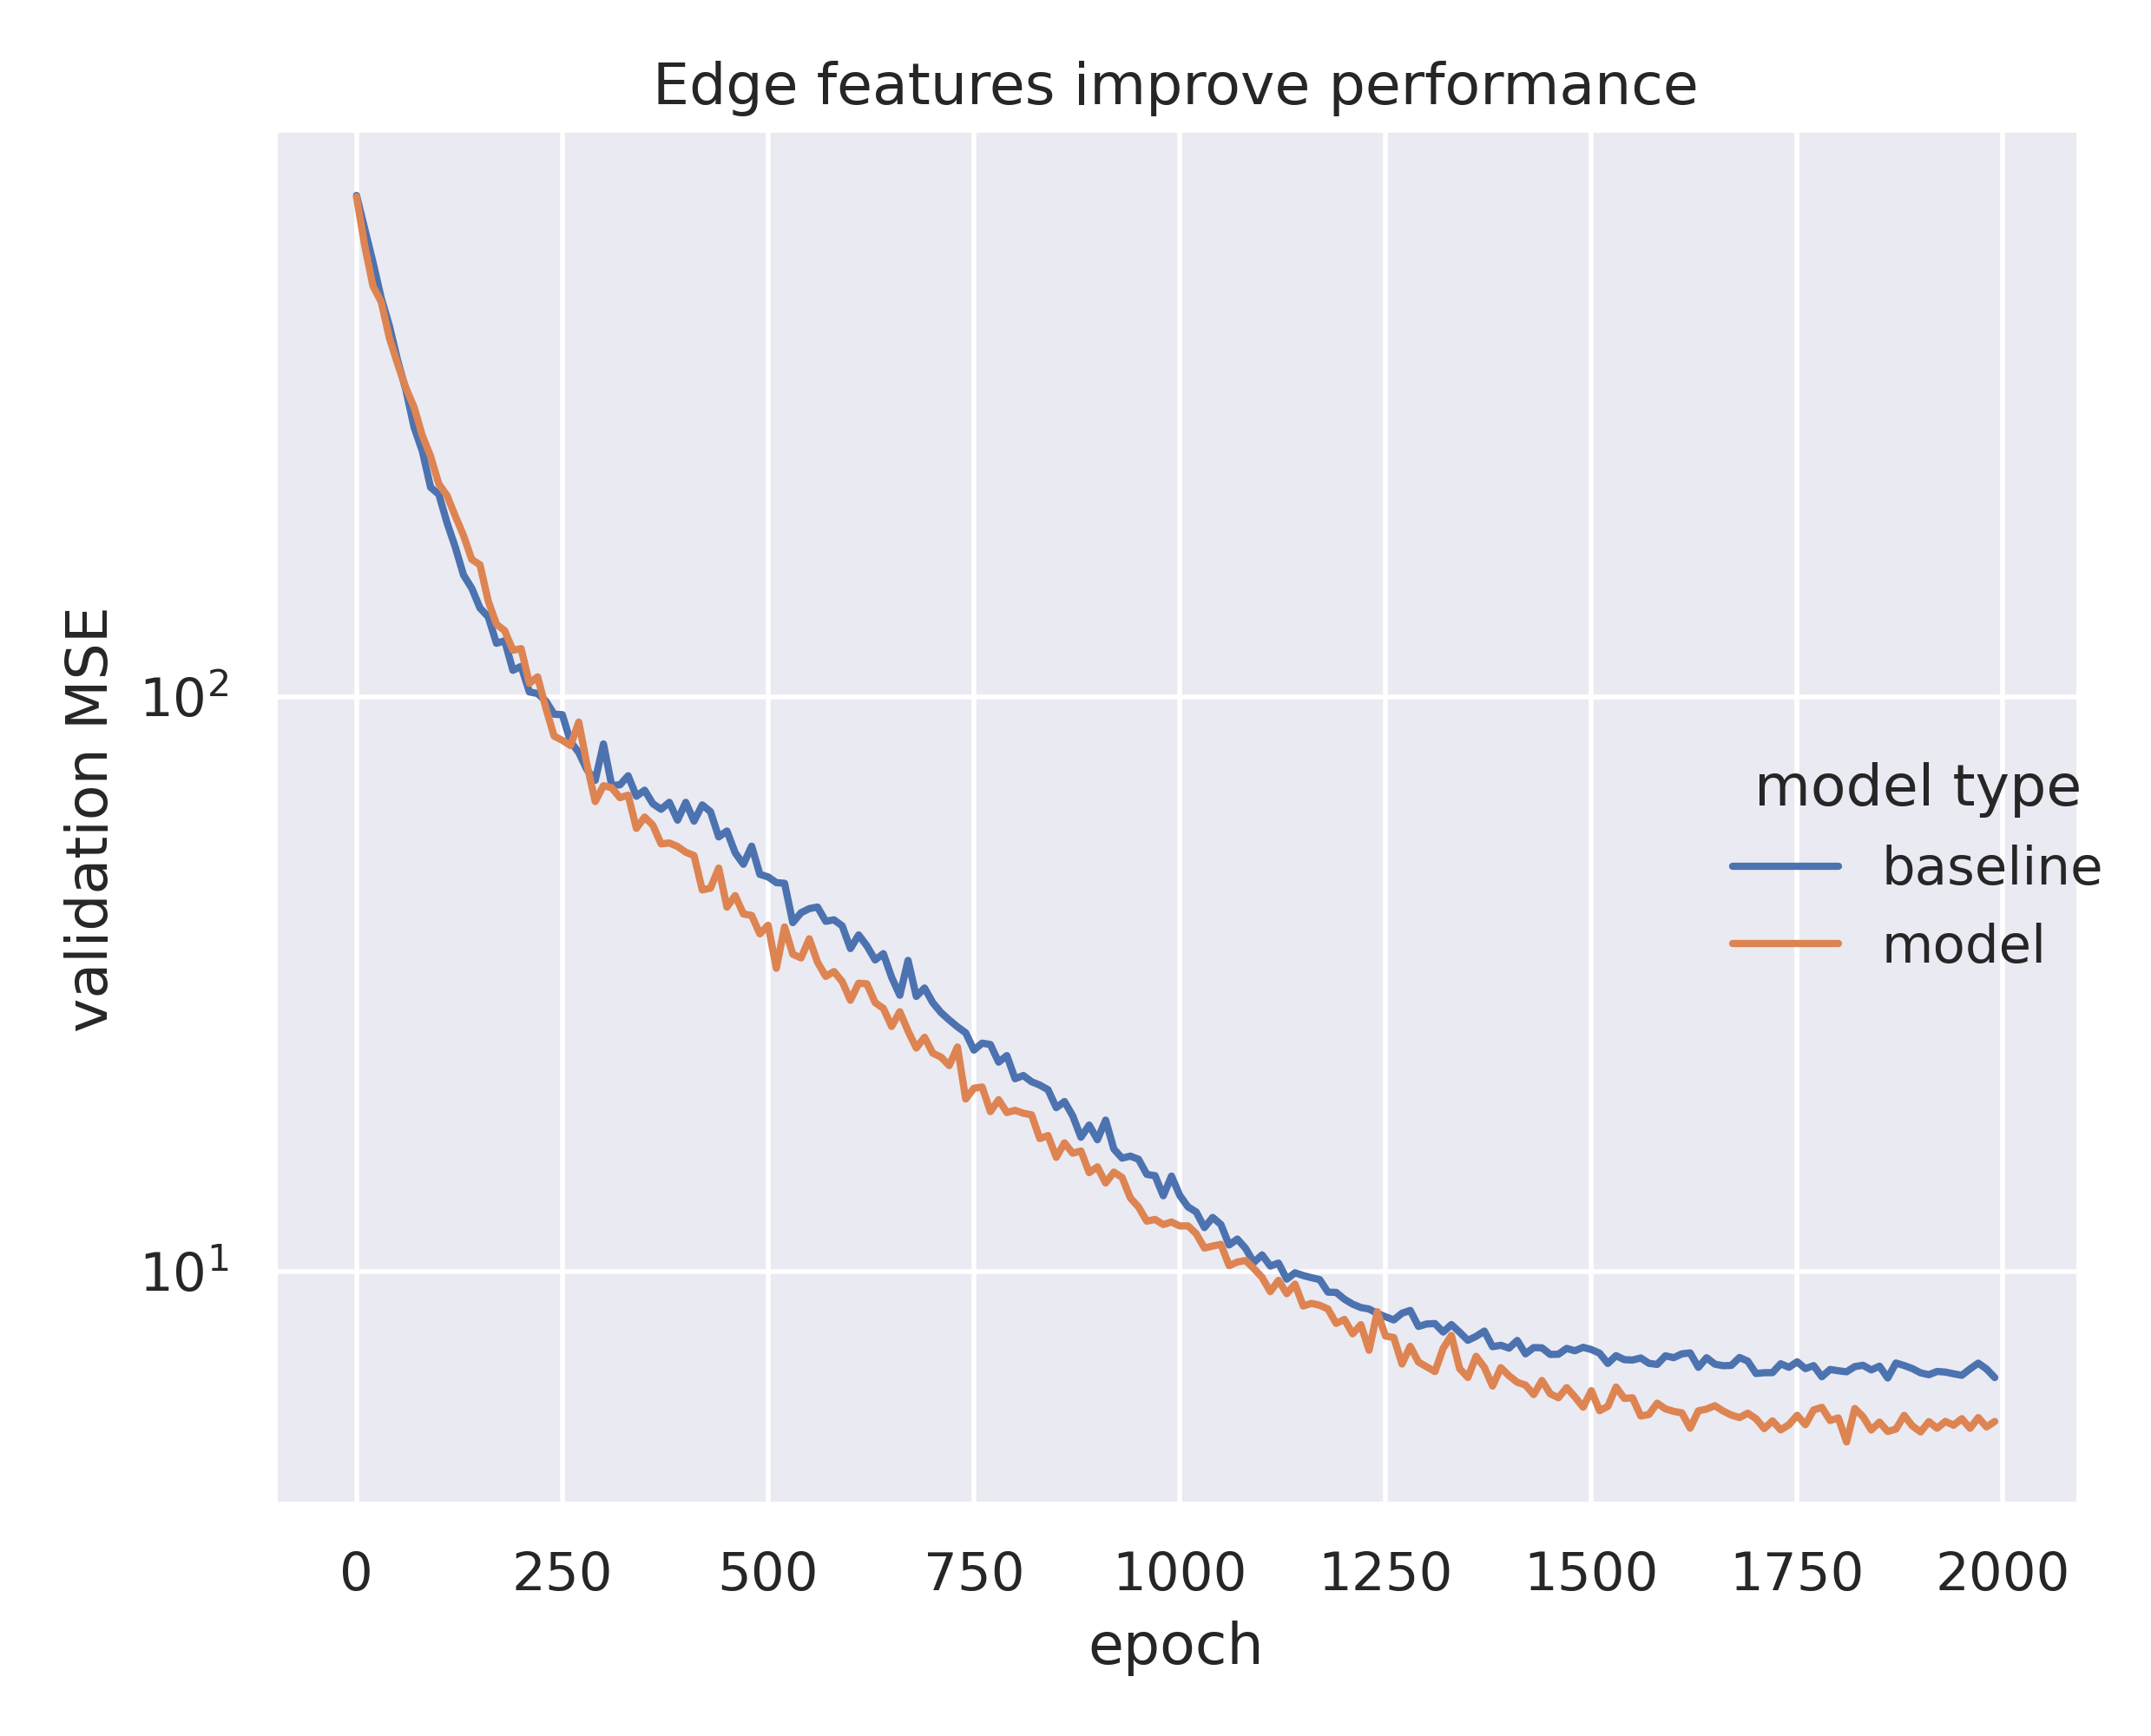 Edge features improve performance
validation MSE
10²
10¹
model type
baseline
model
0 250 500 750 1000 1250 1500 1750 2000
epoch